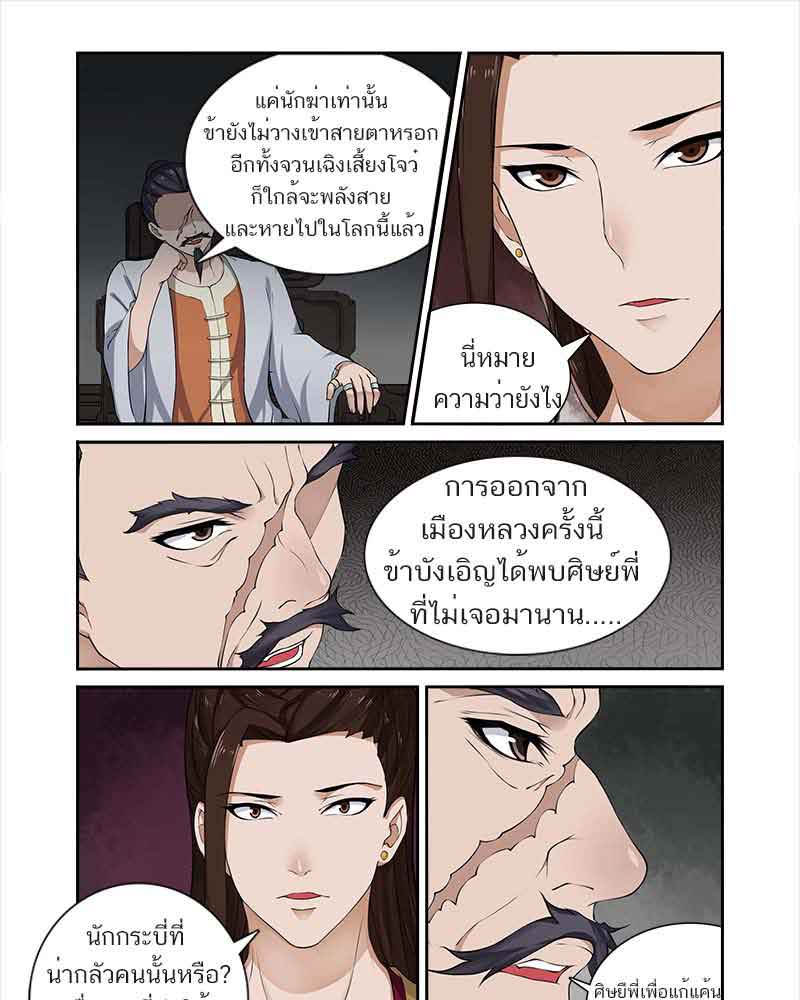 แค่นักฆ่าเท่านั้น
ข้ายังไม่วางเข้าสายตาหรอก
อีกทั้งจวนเฉิงเสี้ยงโจว๋
ก็ใกล้จะพลังสาย
และหายไปในโลกนี้แล้ว
นี่หมาย
ความว่ายังไง
การออกจาก
เมืองหลวงครั้งนี้
ข้าบังเอิญได้พบศิษย์พี่
ที่ไม่เจอมานาน.....
นักกระบี่ที่
น่ากลัวคนนั้นหรือ?
ศิษยีพี่เพื่อแก้แค้น